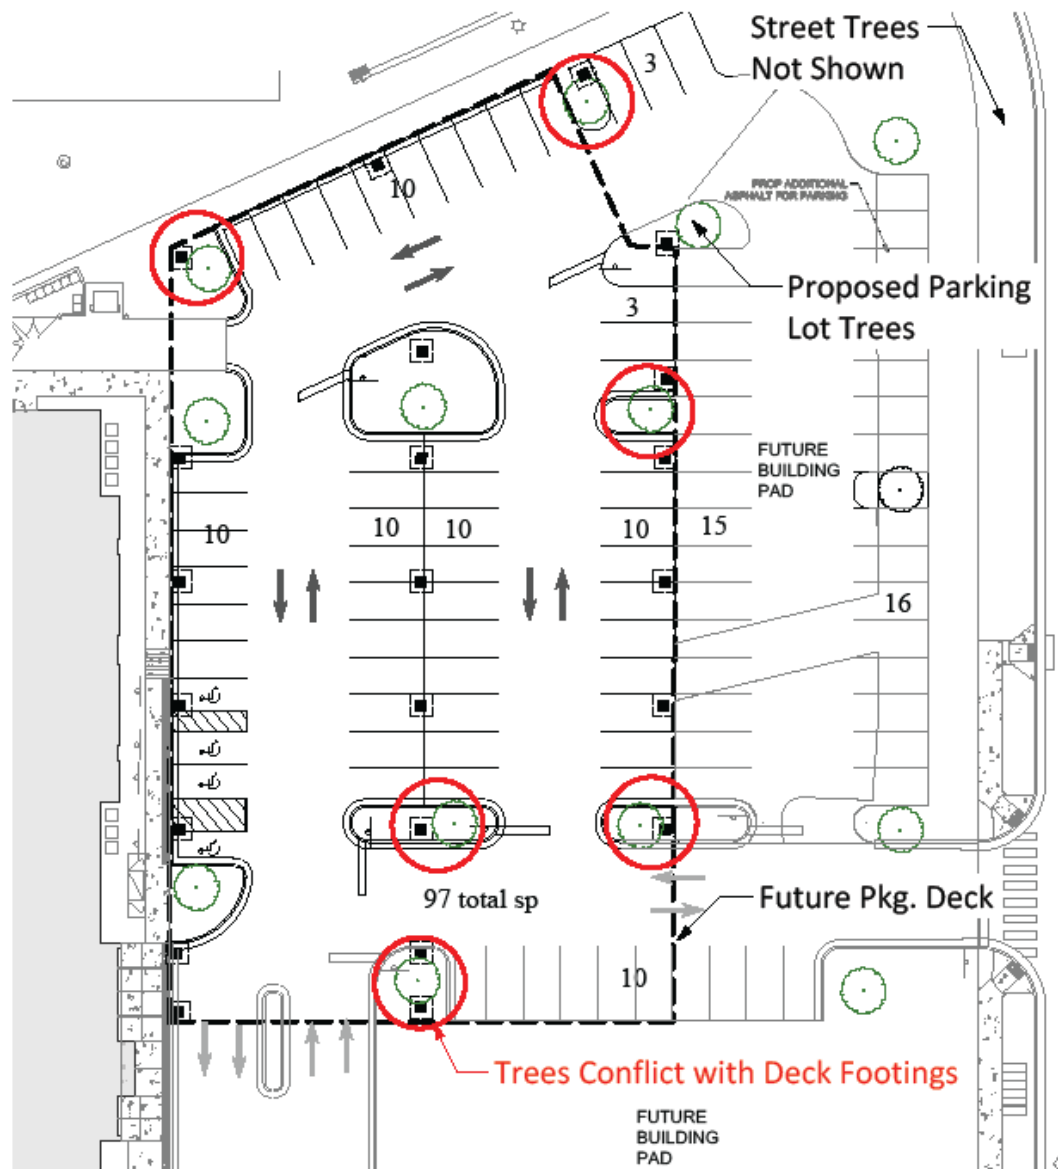 Street Trees
Not Shown
3
10
PROP ADDITIONAL
ASPHALT FOR PARKING
Proposed Parking
Lot Trees
3
FUTURE
BUILDING
PAD
10
10
10
10
15
16
97 total sp
Future Pkg. Deck
10
Trees Conflict with Deck Footings
FUTURE
BUILDING
PAD